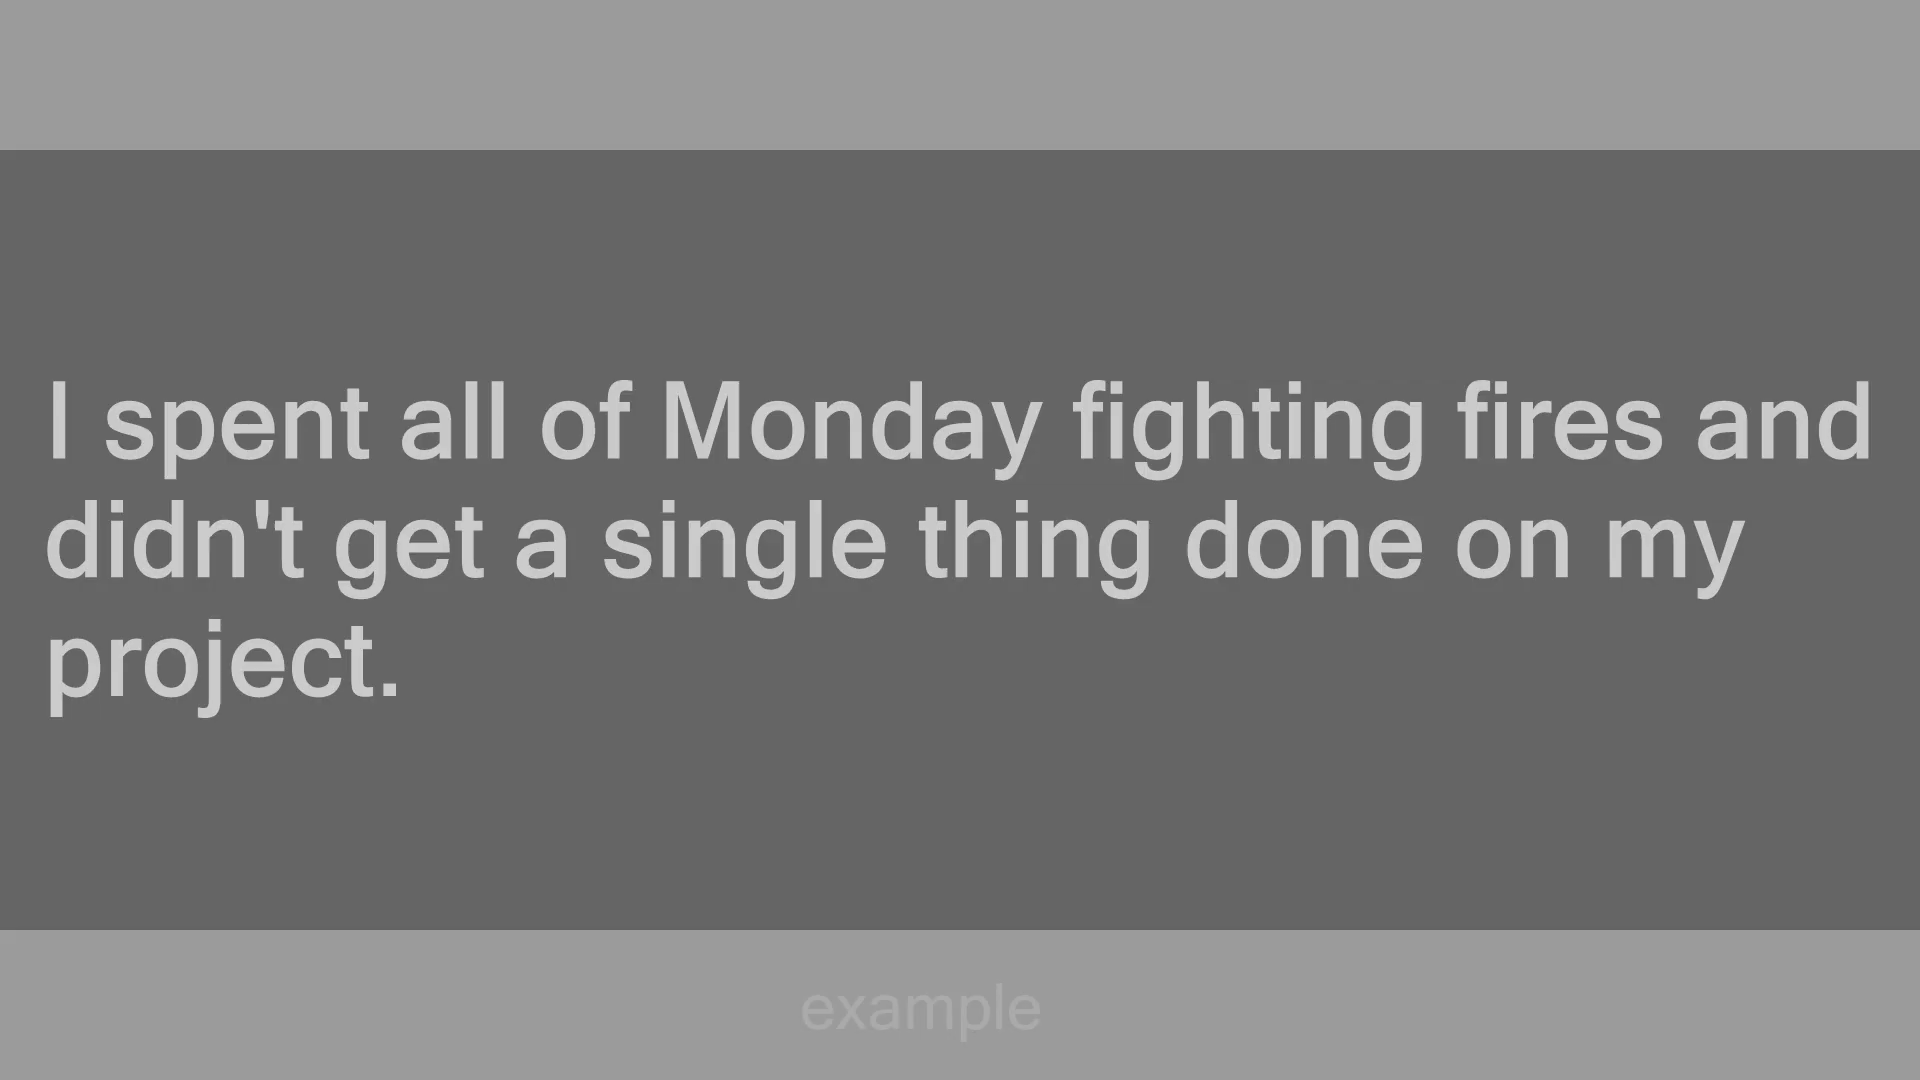 I spent all of Monday fighting fires and
didn't get a single thing done on my
project.
example